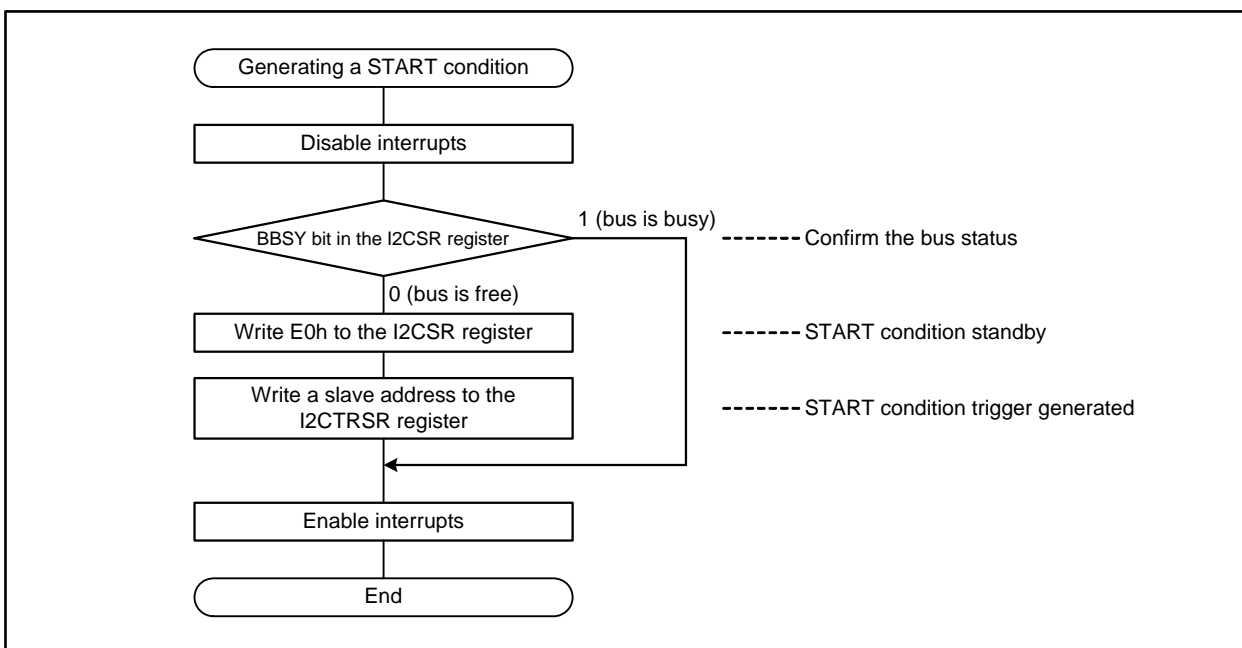 Generating a START condition
Disable interrupts
1 (bus is busy)
BBSY bit in the I2CSR register
Confirm the bus status
0 (bus is free)
Write E0h to the I2CSR register
START condition standby
Write a slave address to the
I2CTRSR register
START condition trigger generated
Enable interrupts
End